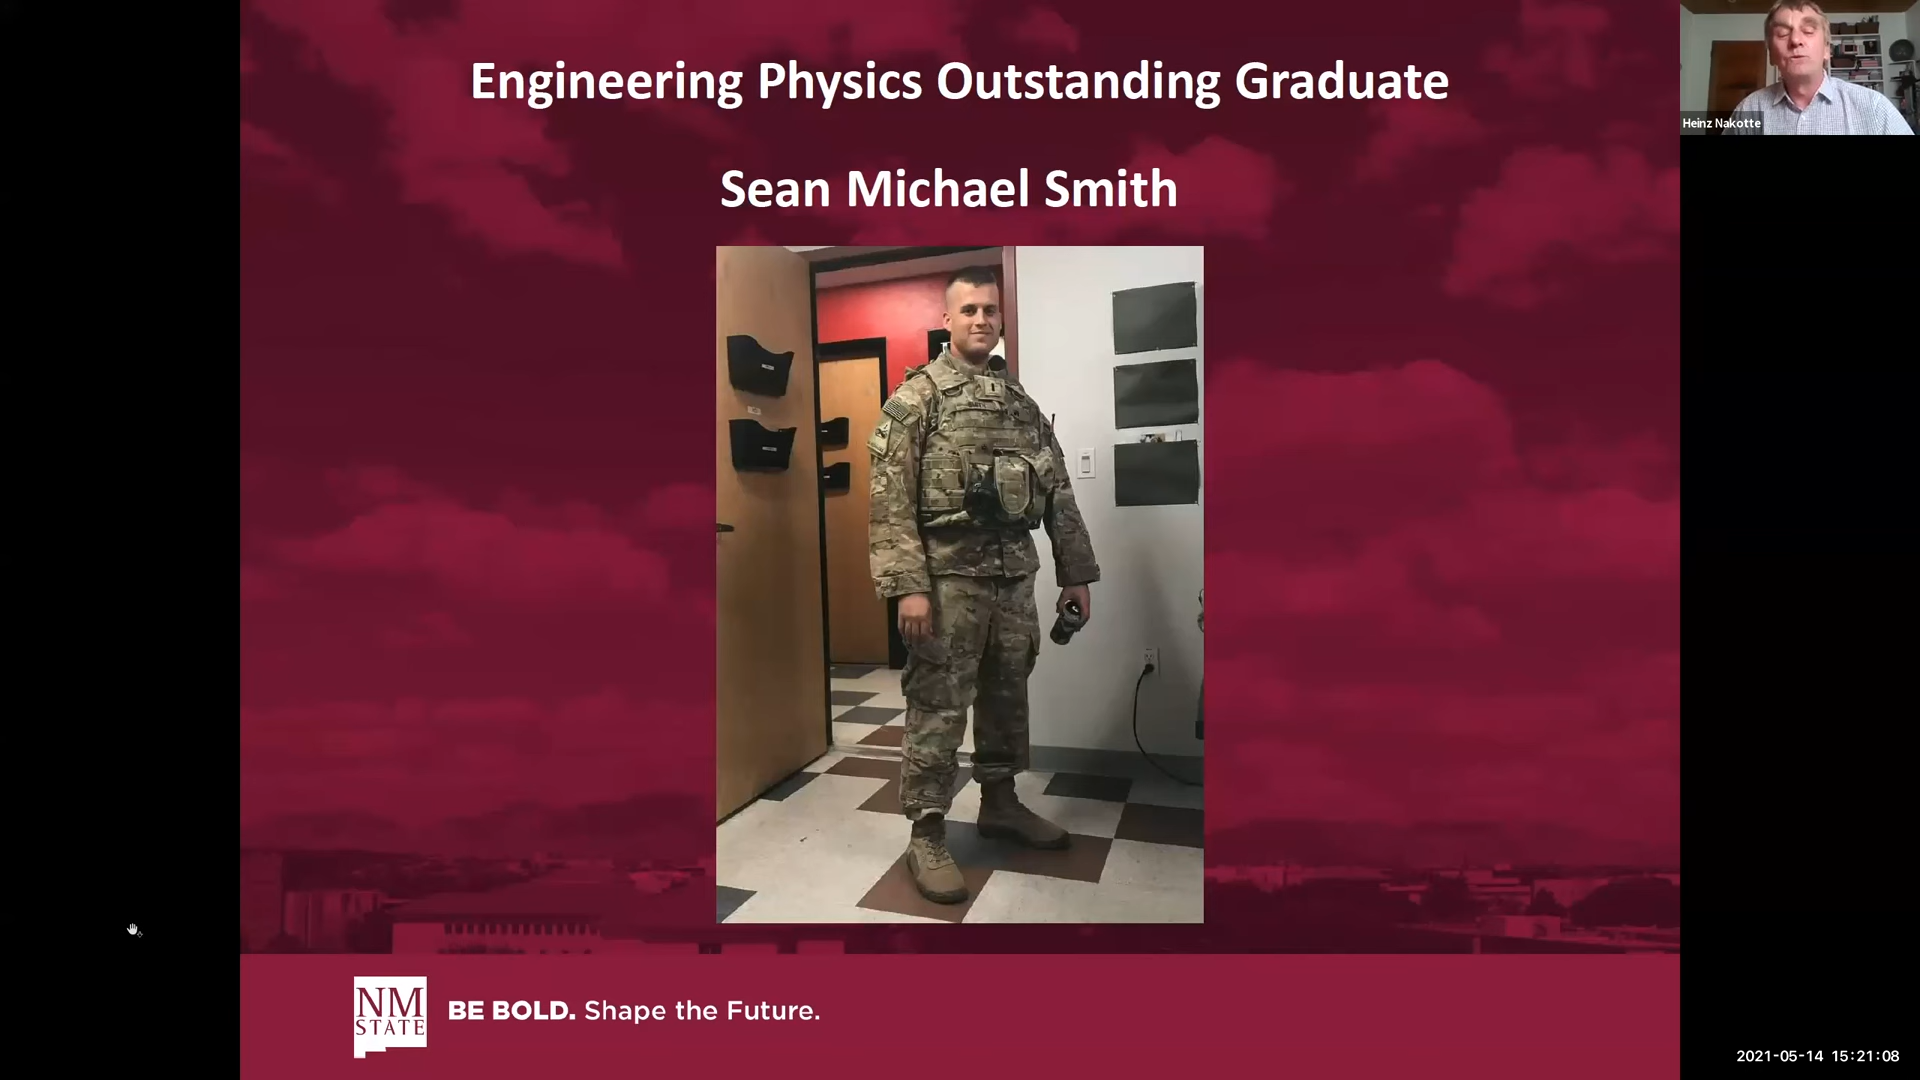 Engineering Physics Outstanding Graduate
Heinz Nakotte
Sean Michael Smith
NM
STATE
BE BOLD. Shape the Future.
2021-05-14 15:21:08